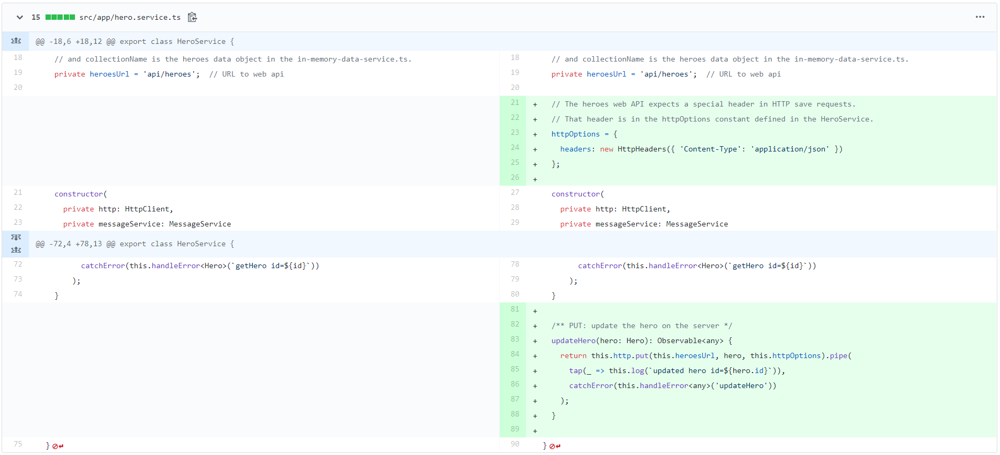 15 src/app/hero.service.ts
@@ -18,6 +18,12 @@ export class HeroService {
18 // and collectionName is the heroes data object in the in-memory-data-service.ts.
19 private heroesUrl = 'api/heroes';  // URL to web api
20
21 constructor(
22 private http: HttpClient,
23 private messageService: MessageService
18 // and collectionName is the heroes data object in the in-memory-data-service.ts.
19 private heroesUrl = 'api/heroes';  // URL to web api
20
21 + // The heroes web API expects a special header in HTTP save requests.
22 + // That header is in the httpOptions constant defined in the HeroService.
23 + httpOptions = {
24 + headers: new HttpHeaders({ 'Content-Type': 'application/json' })
25 + };
26 +
27 constructor(
28 private http: HttpClient,
29 private messageService: MessageService
@@ -72,4 +78,13 @@ export class HeroService {
72 catchError(this.handleError<Hero>(`getHero id=${id}`))
73 );
74 }
75 }
78 catchError(this.handleError<Hero>(`getHero id=${id}`))
79 );
80 }
81 +
82 + /** PUT: update the hero on the server */
83 + updateHero(hero: Hero): Observable<any> {
84 + return this.http.put(this.heroesUrl, hero, this.httpOptions).pipe(
85 + tap(_ => this.log(`updated hero id=${hero.id}`)),
86 + catchError(this.handleError<any>('updateHero'))
87 + );
88 + }
89 +
90 }